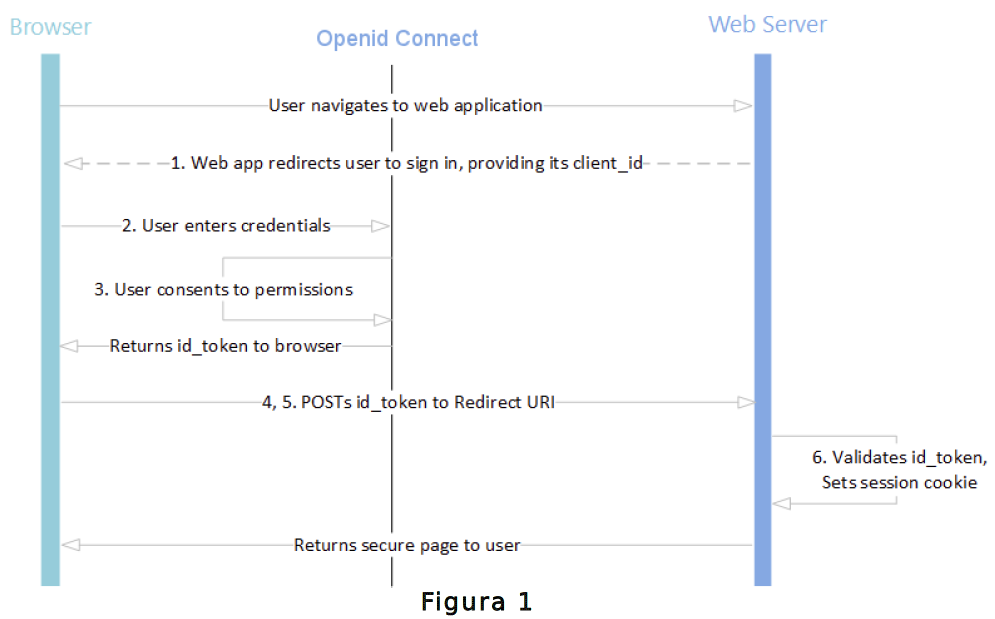 Browser
Openid Connect
Web Server
User navigates to web application
1. Web app redirects user to sign in, providing its client_id
2. User enters credentials
3. User consents to permissions
Returns id_token to browser
4, 5. POSTs id_token to Redirect URI
6. Validates id_token,
Sets session cookie
Returns secure page to user
Figura 1